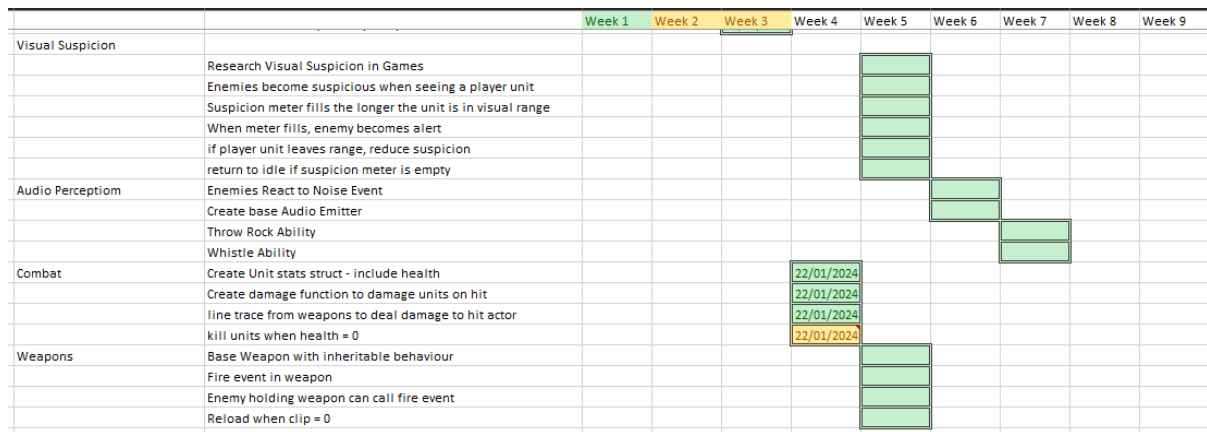 Week 1 Week 2 Week 3 Week 4 Week 5 Week 6 Week 7 Week 8 Week 9
Visual Suspicion
Research Visual Suspicion in Games
Enemies become suspicious when seeing a player unit
Suspicion meter fills the longer the unit is in visual range
When meter fills, enemy becomes alert
if player unit leaves range, reduce suspicion
return to idle if suspicion meter is empty
Audio Perceptiom Enemies React to Noise Event
Create base Audio Emitter
Throw Rock Ability
Whistle Ability
Combat Create Unit stats struct - include health 22/01/2024
Create damage function to damage units on hit 22/01/2024
line trace from weapons to deal damage to hit actor 22/01/2024
kill units when health = 0 22/01/2024
Weapons Base Weapon with inheritable behaviour
Fire event in weapon
Enemy holding weapon can call fire event
Reload when clip = 0